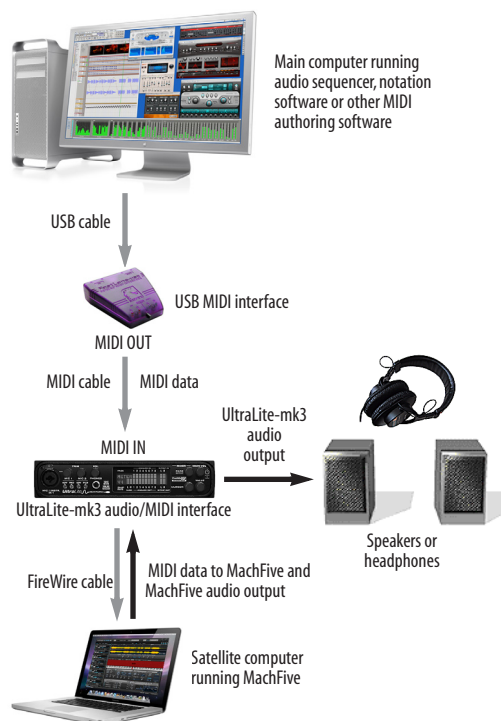 Main computer running
audio sequencer, notation
software or other MIDI
authoring software
USB cable
USB MIDI interface
MIDI OUT
MIDI cable
MIDI data
MIDI IN
UltraLite-mk3
audio
output
UltraLite-mk3 audio/MIDI interface
Speakers or
headphones
FireWire cable
MIDI data to MachFive and
MachFive audio output
Satellite computer
running MachFive